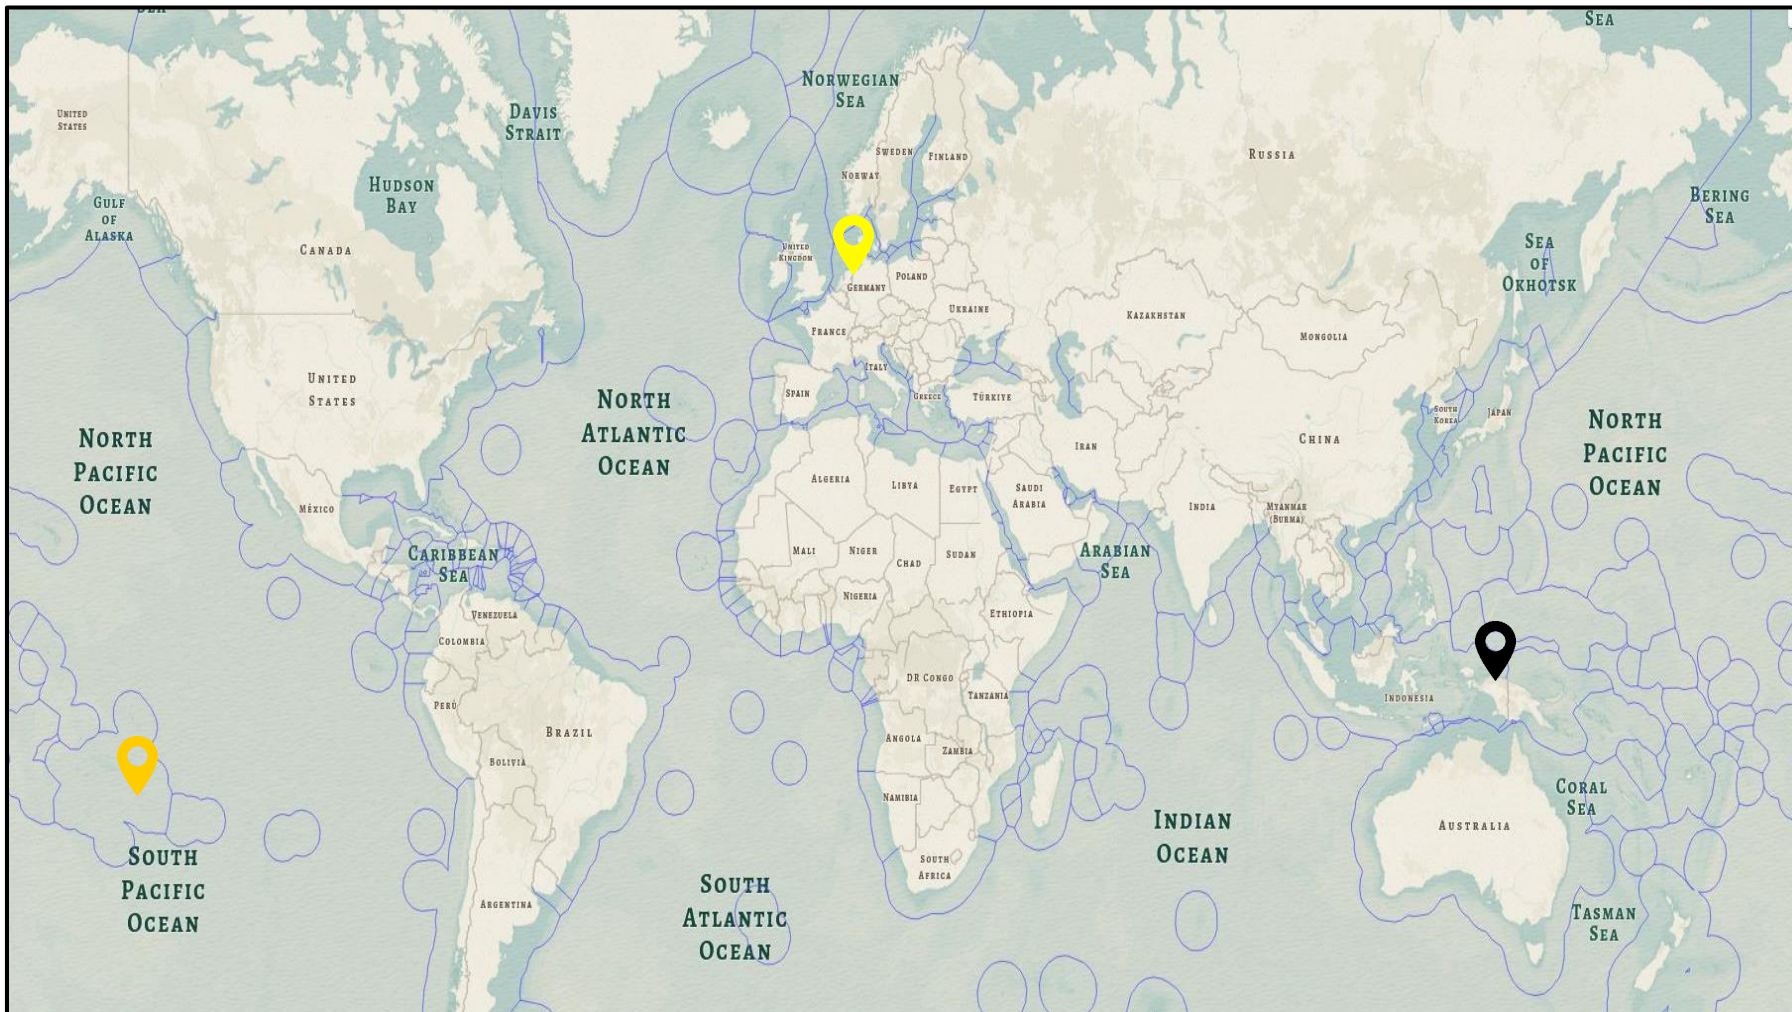 SEA
SEA
NORWEGIAN
SEA
DAVIS
STRAIT
UNITED
STATES
SWEDEN
FINLAND
NORWAY
RUSSIA
HUDSON
BAY
BERING
SEA
GULF
OF
ALASKA
CANADA
UNITED
KINGDOM
SEA
OF
OKHOTSK
POLAND
GERMANY
UKRAINE
KAZAKHSTAN
FRANCE
MONGOLIA
ITALY
UNITED
STATES
SPAIN
GREECE
TÜRKIYE
SOUTH
KOREA
JAPAN
NORTH
ATLANTIC
OCEAN
NORTH
PACIFIC
OCEAN
NORTH
PACIFIC
OCEAN
CHINA
IRAN
ALGERIA
LIBYA
EGYPT
SAUDI
ARABIA
MÉXICO
INDIA
MYANMAR
(BURMA)
CARIBBEAN
SEA
MALI
NIGER
CHAD
SUDAN
ARABIAN
SEA
NIGERIA
ETHIOPIA
VENEZUELA
COLOMBIA
DR CONGO
TANZANIA
INDONESIA
PERÚ
BRAZIL
ANGOLA
ZAMBIA
BOLIVIA
NAMIBIA
CORAL
SEA
INDIAN
OCEAN
AUSTRALIA
SOUTH
PACIFIC
OCEAN
SOUTH
AFRICA
SOUTH
ATLANTIC
OCEAN
ARGENTINA
TASMAN
SEA